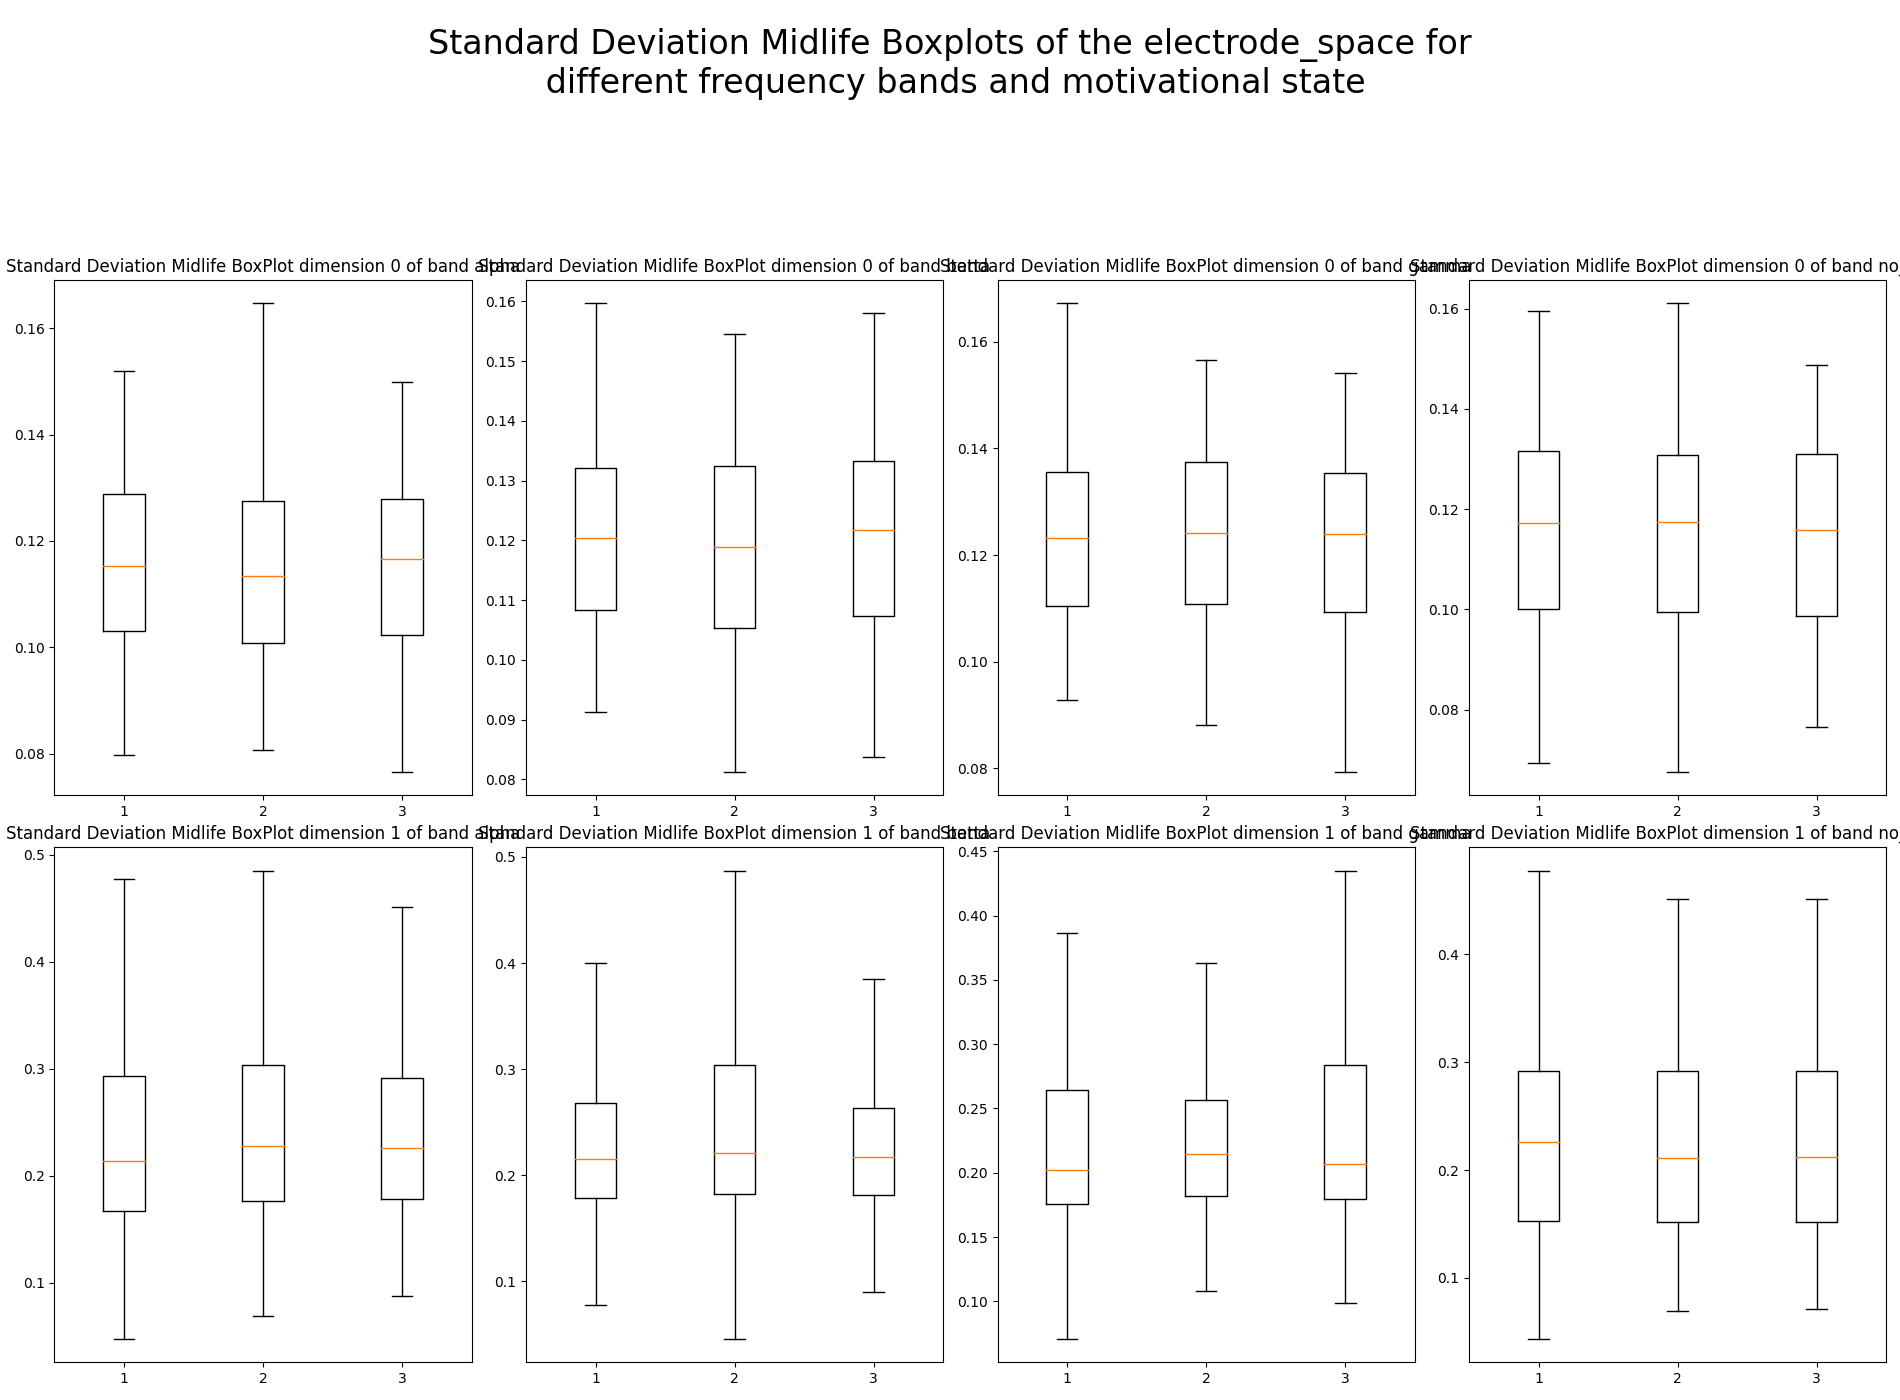 Standard Deviation Midlife Boxplots of the electrode_space for
different frequency bands and motivational state
Standard Deviation Midlife BoxPlot dimension 0 of band alpha
Standard Deviation Midlife BoxPlot dimension 0 of band betta
Standard Deviation Midlife BoxPlot dimension 0 of band gamma
Standard Deviation Midlife BoxPlot dimension 0 of band no_
0.16
0.14
0.12
0.10
0.08
1 2 3
0.16
0.15
0.14
0.13
0.12
0.11
0.10
0.09
0.08
1 2 3
0.16
0.14
0.12
0.10
0.08
1 2 3
0.16
0.14
0.12
0.10
0.08
1 2 3
Standard Deviation Midlife BoxPlot dimension 1 of band alpha
Standard Deviation Midlife BoxPlot dimension 1 of band betta
Standard Deviation Midlife BoxPlot dimension 1 of band gamma
Standard Deviation Midlife BoxPlot dimension 1 of band no_
0.5
0.4
0.3
0.2
0.1
1 2 3
0.5
0.4
0.3
0.2
0.1
1 2 3
0.45
0.40
0.35
0.30
0.25
0.20
0.15
0.10
1 2 3
0.4
0.3
0.2
0.1
1 2 3